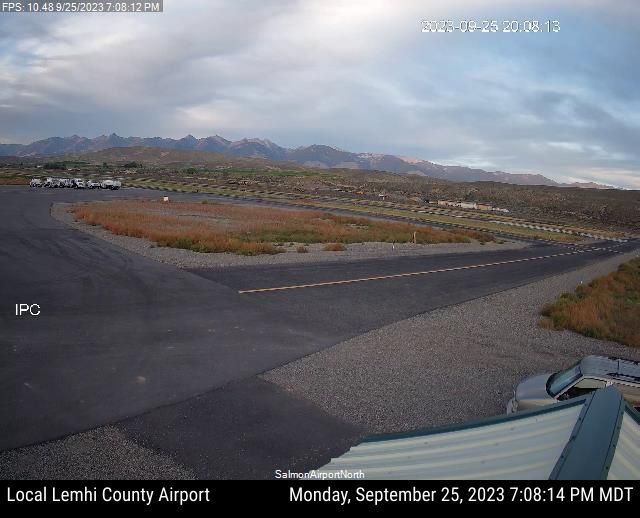 FPS: 10.48 9/25/2023 7:08:12 PM
2023-09-25 20:08:13
IPC
SalmonAirportNorth
Local Lemhi County Airport Monday, September 25, 2023 7:08:14 PM MDT